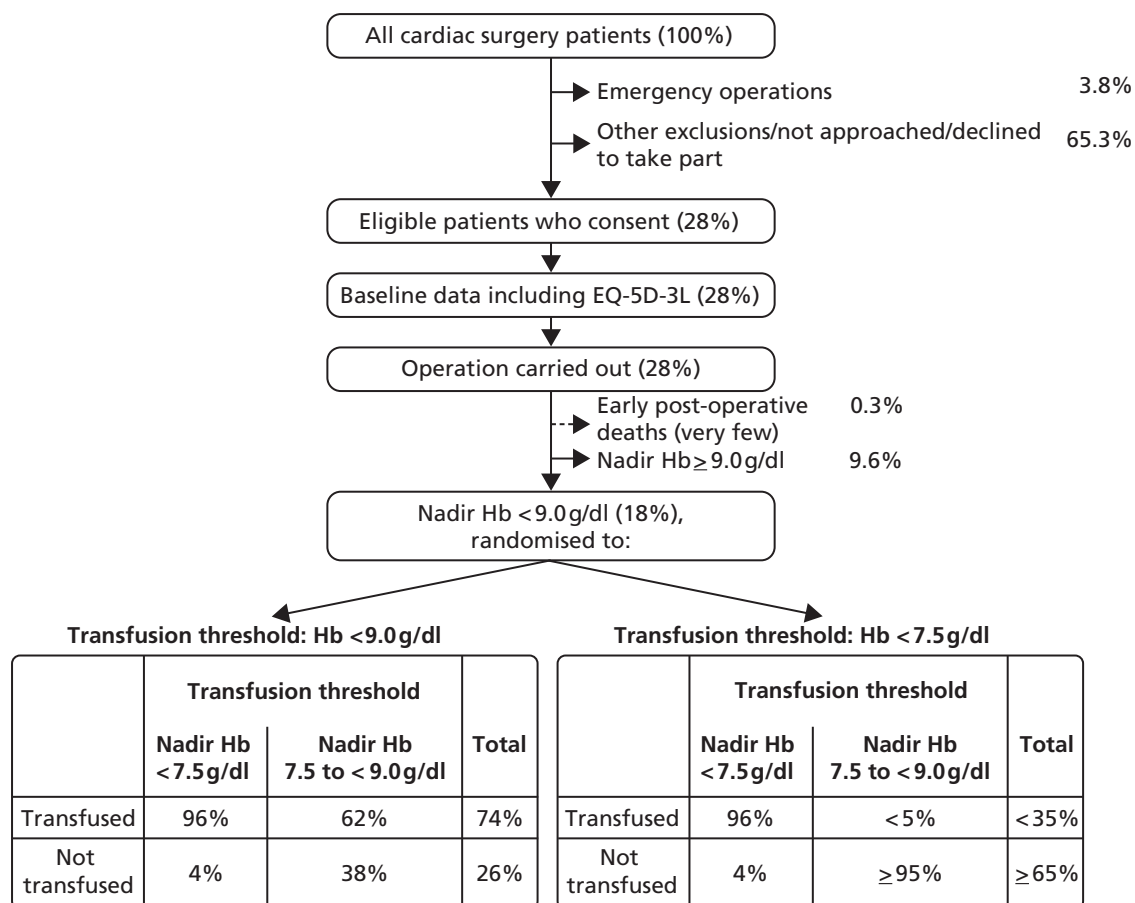 All cardiac surgery patients (100%)
Emergency operations 3.8%
Other exclusions/not approached/declined
to take part 65.3%
Eligible patients who consent (28%)
Baseline data including EQ-5D-3L (28%)
Operation carried out (28%)
Early post-operative
deaths (very few) 0.3%
Nadir Hb ≥ 9.0 g/dl 9.6%
Nadir Hb < 9.0 g/dl (18%),
randomised to:
Transfusion threshold: Hb < 9.0 g/dl
Transfusion threshold
Nadir Hb
< 7.5 g/dl
Nadir Hb
7.5 to < 9.0 g/dl
Total
Transfused 96% 62% 74%
Not
transfused 4% 38% 26%
Transfusion threshold: Hb < 7.5 g/dl
Transfusion threshold
Nadir Hb
< 7.5 g/dl
Nadir Hb
7.5 to < 9.0 g/dl
Total
Transfused 96% <5% <35%
Not
transfused 4% ≥95% ≥65%